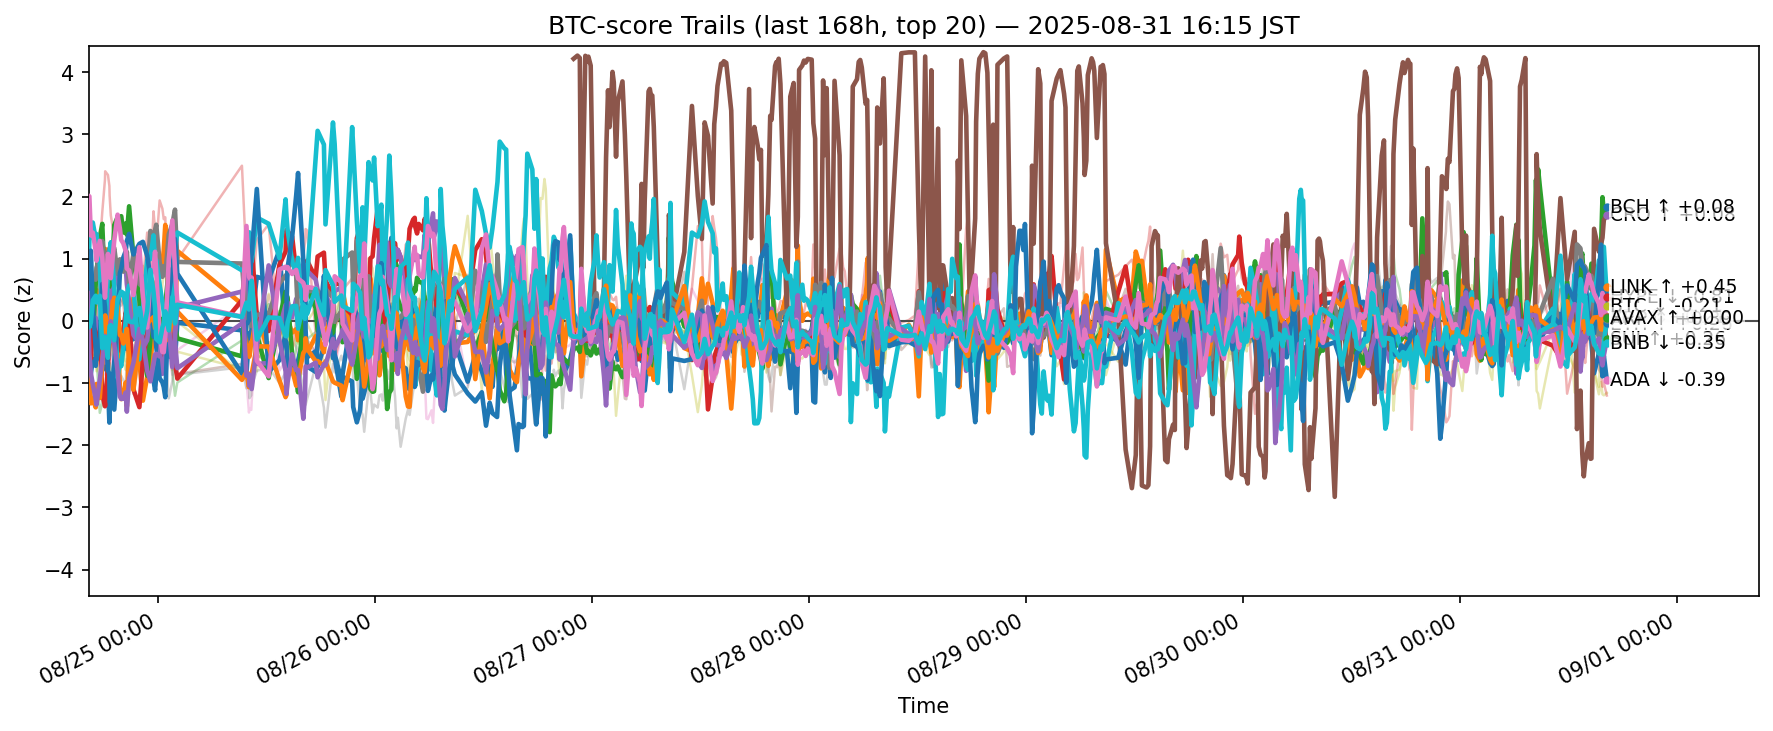 BTC-score Trails (last 168h, top 20) — 2025-08-31 16:15 JST
Score (z)
4
3
2
1
0
−1
−2
−3
−4
BCH ↑ +0.08
LINK ↑ +0.45
BTC ↓ -0.21
AVAX ↑ +0.00
BNB ↓ -0.35
ADA ↓ -0.39
08/25 00:00
08/26 00:00
08/27 00:00
08/28 00:00
08/29 00:00
08/30 00:00
08/31 00:00
09/01 00:00
Time